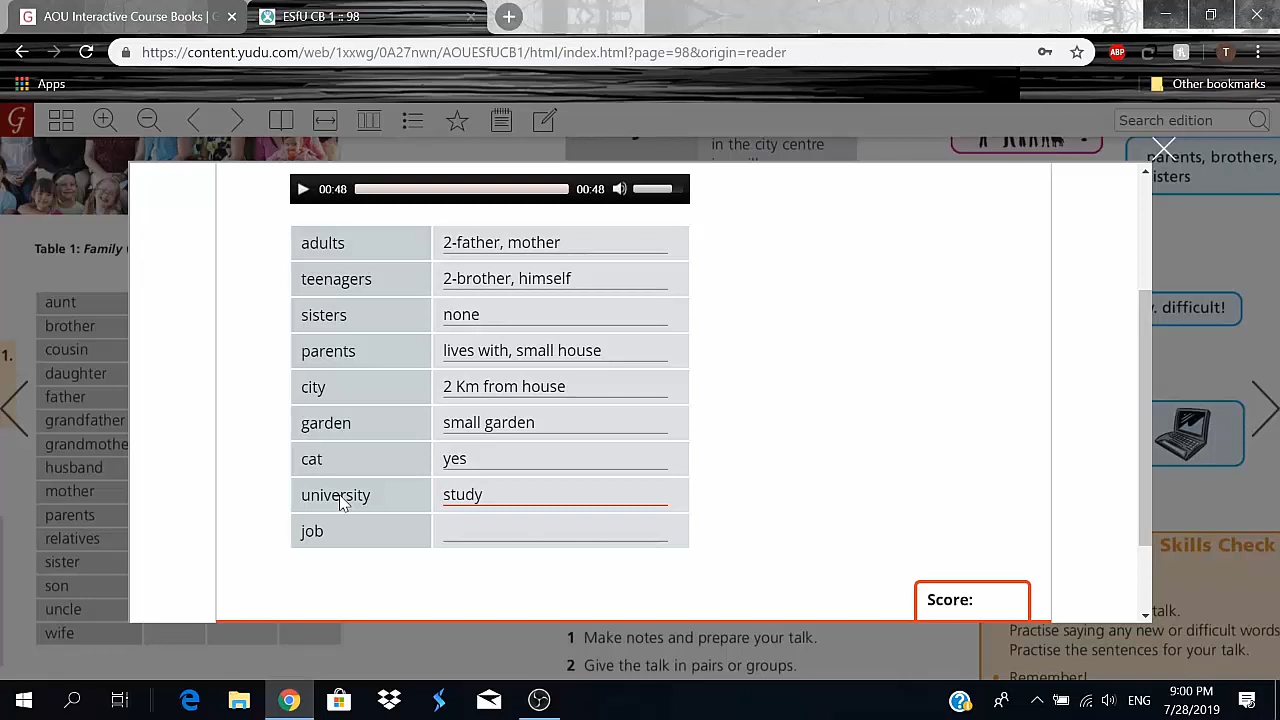 AOU Interactive Course Books | G
ESfU CB 1 :: 98
https://content.yudu.com/web/1xxwg/0A27nwn/AOUESfUCB1/html/index.html?page=98&origin=reader
ABP
T
Apps
Other bookmarks
G
Search edition
in the city centre
parents, brothers,
isters
00:48
00:48
Table 1: Family
adults
2-father, mother
teenagers
2-brother, himself
sisters
none
parents
lives with, small house
city
2 Km from house
garden
small garden
cat
yes
university
study
job
aunt
brother
cousin
daughter
father
grandfather
grandmothe
husband
mother
parents
relatives
sister
son
uncle
wife
1.
y. difficult!
Skills Check
Score:
talk.
1 Make notes and prepare your talk.
Practise saying any new or difficult words
Practise the sentences for your talk.
2 Give the talk in pairs or groups.
Remember!
ENG
9:00 PM
7/28/2019